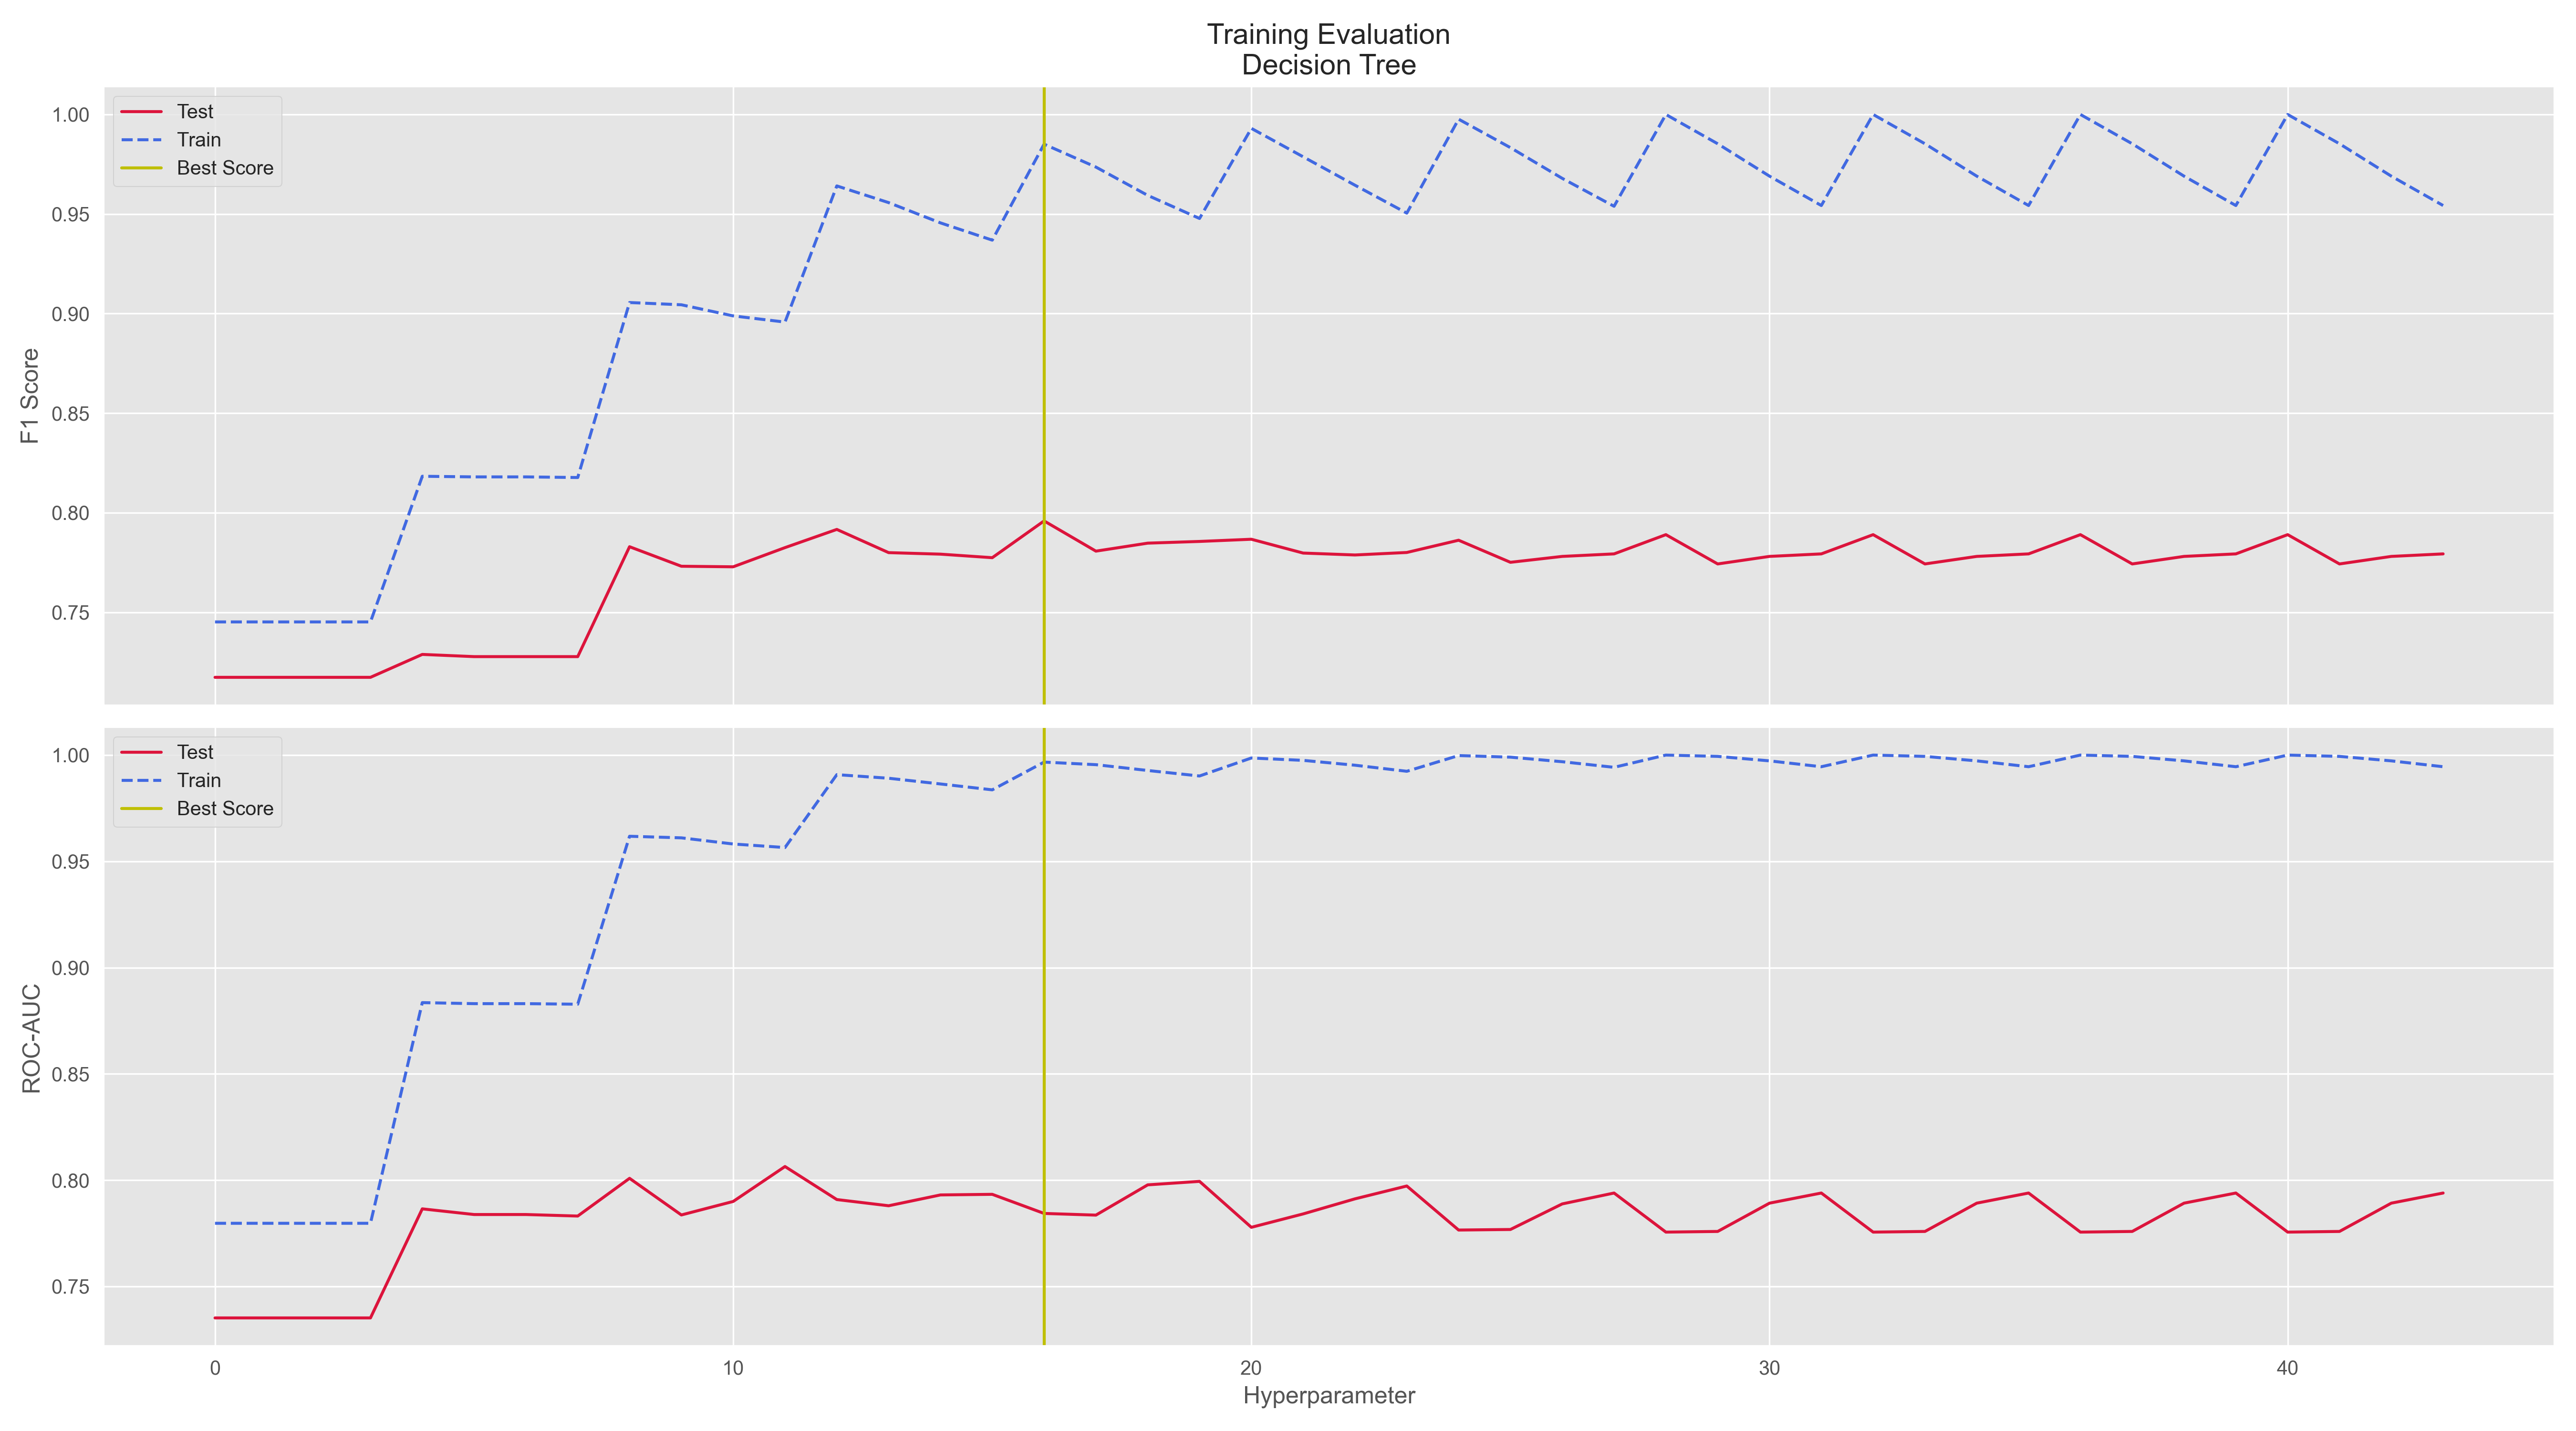 Training Evaluation
Decision Tree
Test
Train
Best Score
1.00
0.95
0.90
0.85
0.80
0.75
F1 Score
Test
Train
Best Score
1.00
0.95
0.90
0.85
0.80
0.75
ROC-AUC
0 10 20 30 40
Hyperparameter